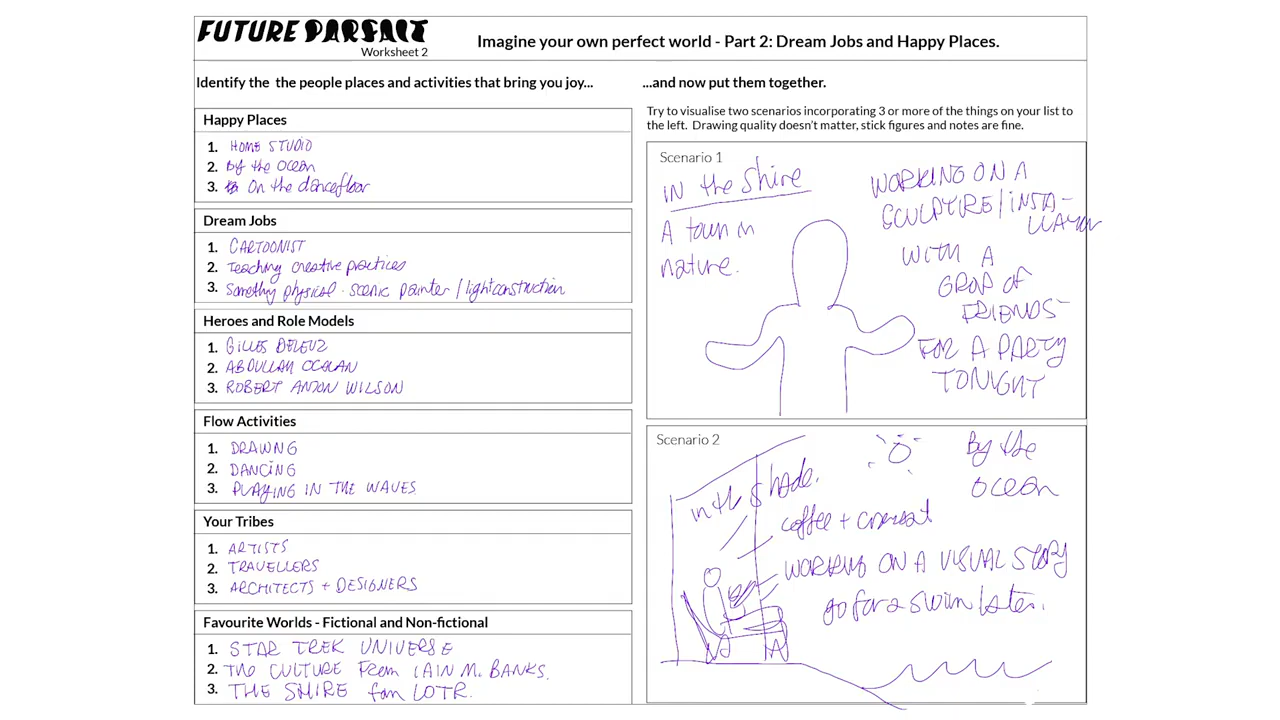 FUTURE PARFAIT
Worksheet 2
Imagine your own perfect world - Part 2: Dream Jobs and Happy Places.
Identify the the people places and activities that bring you joy...
Happy Places
1. HOME STUDIO
2. By the Ocean
3. On the dancefloor
Dream Jobs
1. CARTOONIST
2. Teaching creative practices
3. Something physical. scenic painter / light construction
Heroes and Role Models
1. GILLES DELEUZ
2. ABDULLAH OCALAN
3. ROBERT ANTON WILSON
Flow Activities
1. DRAWNG
2. DANCING
3. PLAYING IN THE WAVES
Your Tribes
1. ARTISTS
2. TRAVELLERS
3. ARCHITECTS + DESIGNERS
Favourite Worlds - Fictional and Non-fictional
1. STAR TREK UNIVERSE
2. THE CULTURE From IAIN M. BANKS.
3. THE SHIRE from LOTR.
...and now put them together.
Try to visualise two scenarios incorporating 3 or more of the things on your list to
the left. Drawing quality doesn't matter, stick figures and notes are fine.
Scenario 1
in the Shire
A town in
nature.
WORKING ON A
SCULPTURE / INSTA-
LLATION
WITH A
GROUP OF
FRIENDS
FOR A PARTY
TONIGHT
Scenario 2
By the
ocean
in the shade.
coffee +
WORKING ON A VISUAL STORY
go for a swim later.